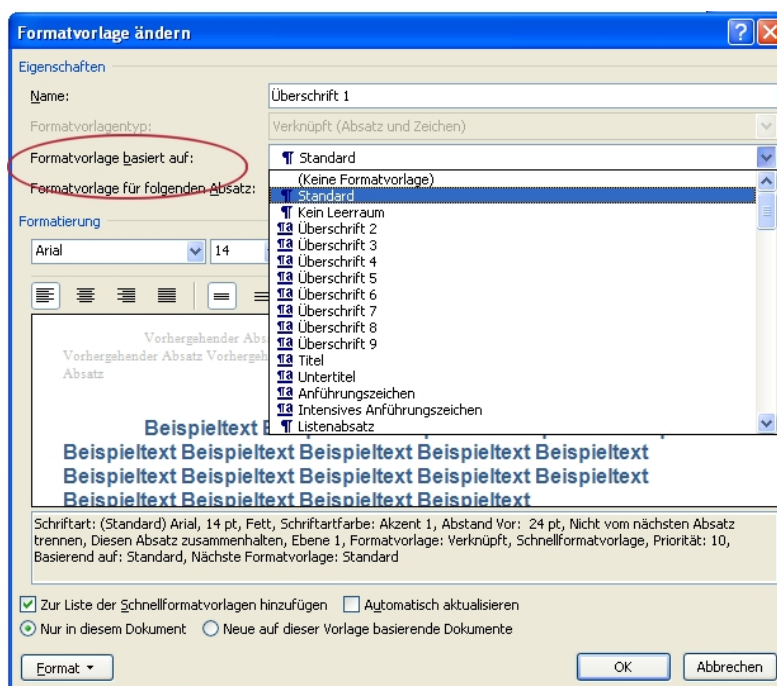 Formatvorlage ändern
Eigenschaften
Name: Überschrift 1
Formatvorlagentyp: Verknüpft (Absatz und Zeichen)
Formatvorlage basiert auf: ¶ Standard
Formatvorlage für folgenden Absatz:
(Keine Formatvorlage)
¶ Standard
¶ Kein Leerraum
¶a Überschrift 2
¶a Überschrift 3
¶a Überschrift 4
¶a Überschrift 5
¶a Überschrift 6
¶a Überschrift 7
¶a Überschrift 8
¶a Überschrift 9
¶a Titel
¶a Untertitel
¶a Anführungszeichen
¶a Intensives Anführungszeichen
¶ Listenabsatz
Formatierung
Arial 14
Vorhergehender
Vorhergehender Absatz
Absatz
Beispieltext
Beispieltext Beispieltext Beispieltext Beispieltext Beispieltext
Beispieltext Beispieltext Beispieltext Beispieltext Beispieltext
Beispieltext Beispieltext Beispieltext Beispieltext
Schriftart: (Standard) Arial, 14 pt, Fett, Schriftartfarbe: Akzent 1, Abstand Vor: 24 pt, Nicht vom nächsten Absatz
trennen, Diesen Absatz zusammenhalten, Ebene 1, Formatvorlage: Verknüpft, Schnellformatvorlage, Priorität: 10,
Basierend auf: Standard, Nächste Formatvorlage: Standard
Zur Liste der Schnellformatvorlagen hinzufügen Automatisch aktualisieren
Nur in diesem Dokument Neue auf dieser Vorlage basierende Dokumente
Format OK Abbrechen